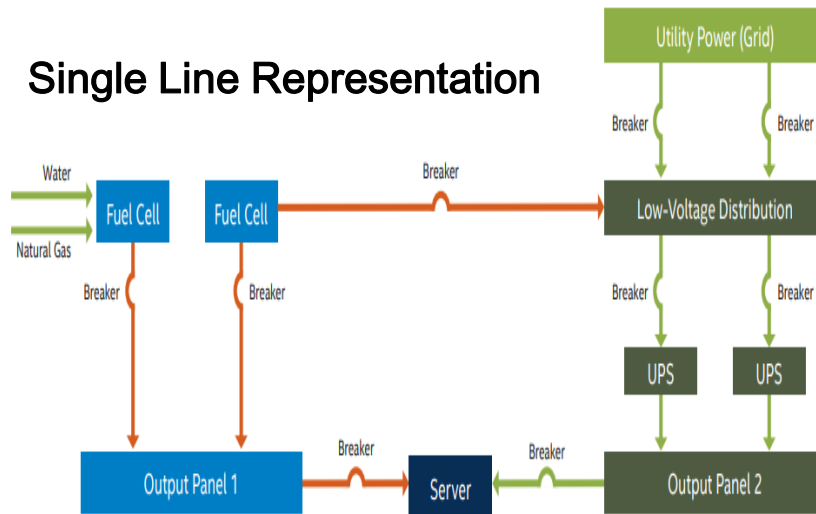 Utility Power (Grid)
Single Line Representation
Breaker
Breaker
Water
Breaker
Fuel Cell
Fuel Cell
Low-Voltage Distribution
Natural Gas
Breaker
Breaker
Breaker
Breaker
UPS
UPS
Breaker
Breaker
Output Panel 1
Server
Output Panel 2